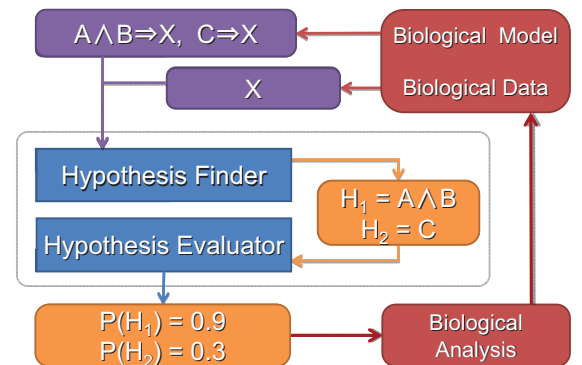 A∧B⇒X, C⇒X
Biological Model
X
Biological Data
Hypothesis Finder
H₁ = A∧B
H₂ = C
Hypothesis Evaluator
P(H₁) = 0.9
P(H₂) = 0.3
Biological
Analysis